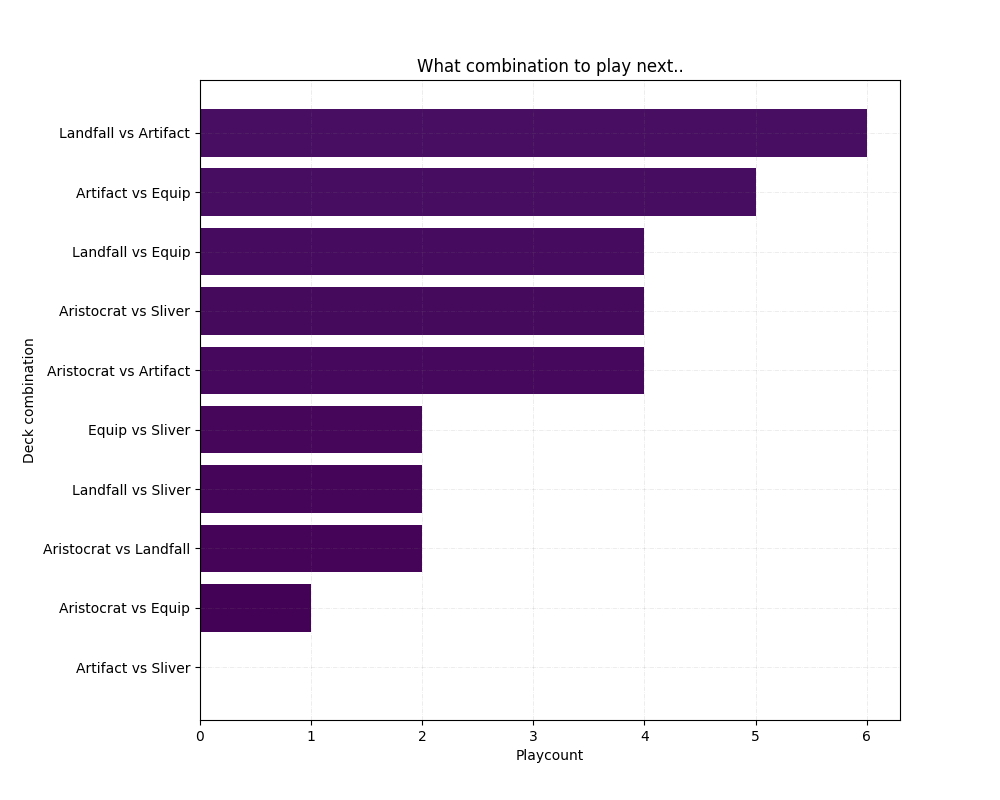 What combination to play next..
Deck combination
Landfall vs Artifact
Artifact vs Equip
Landfall vs Equip
Aristocrat vs Sliver
Aristocrat vs Artifact
Equip vs Sliver
Landfall vs Sliver
Aristocrat vs Landfall
Aristocrat vs Equip
Artifact vs Sliver
0 1 2 3 4 5 6
Playcount